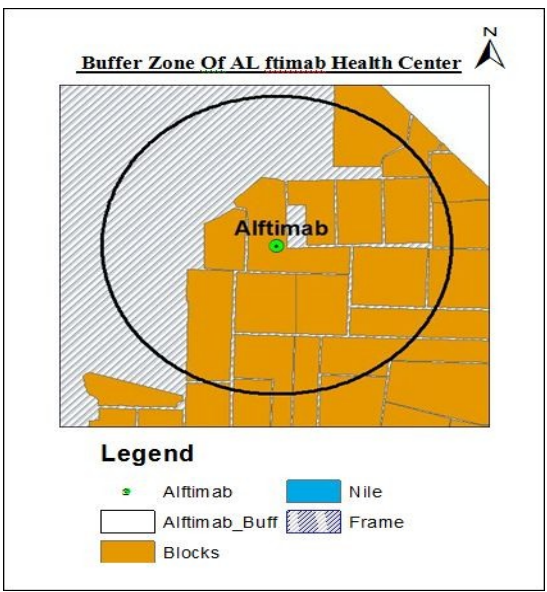 N
Buffer Zone Of AL ftimab Health Center
Alftimab
Legend
Alftimab
Nile
Alftimab_Buff
Frame
Blocks